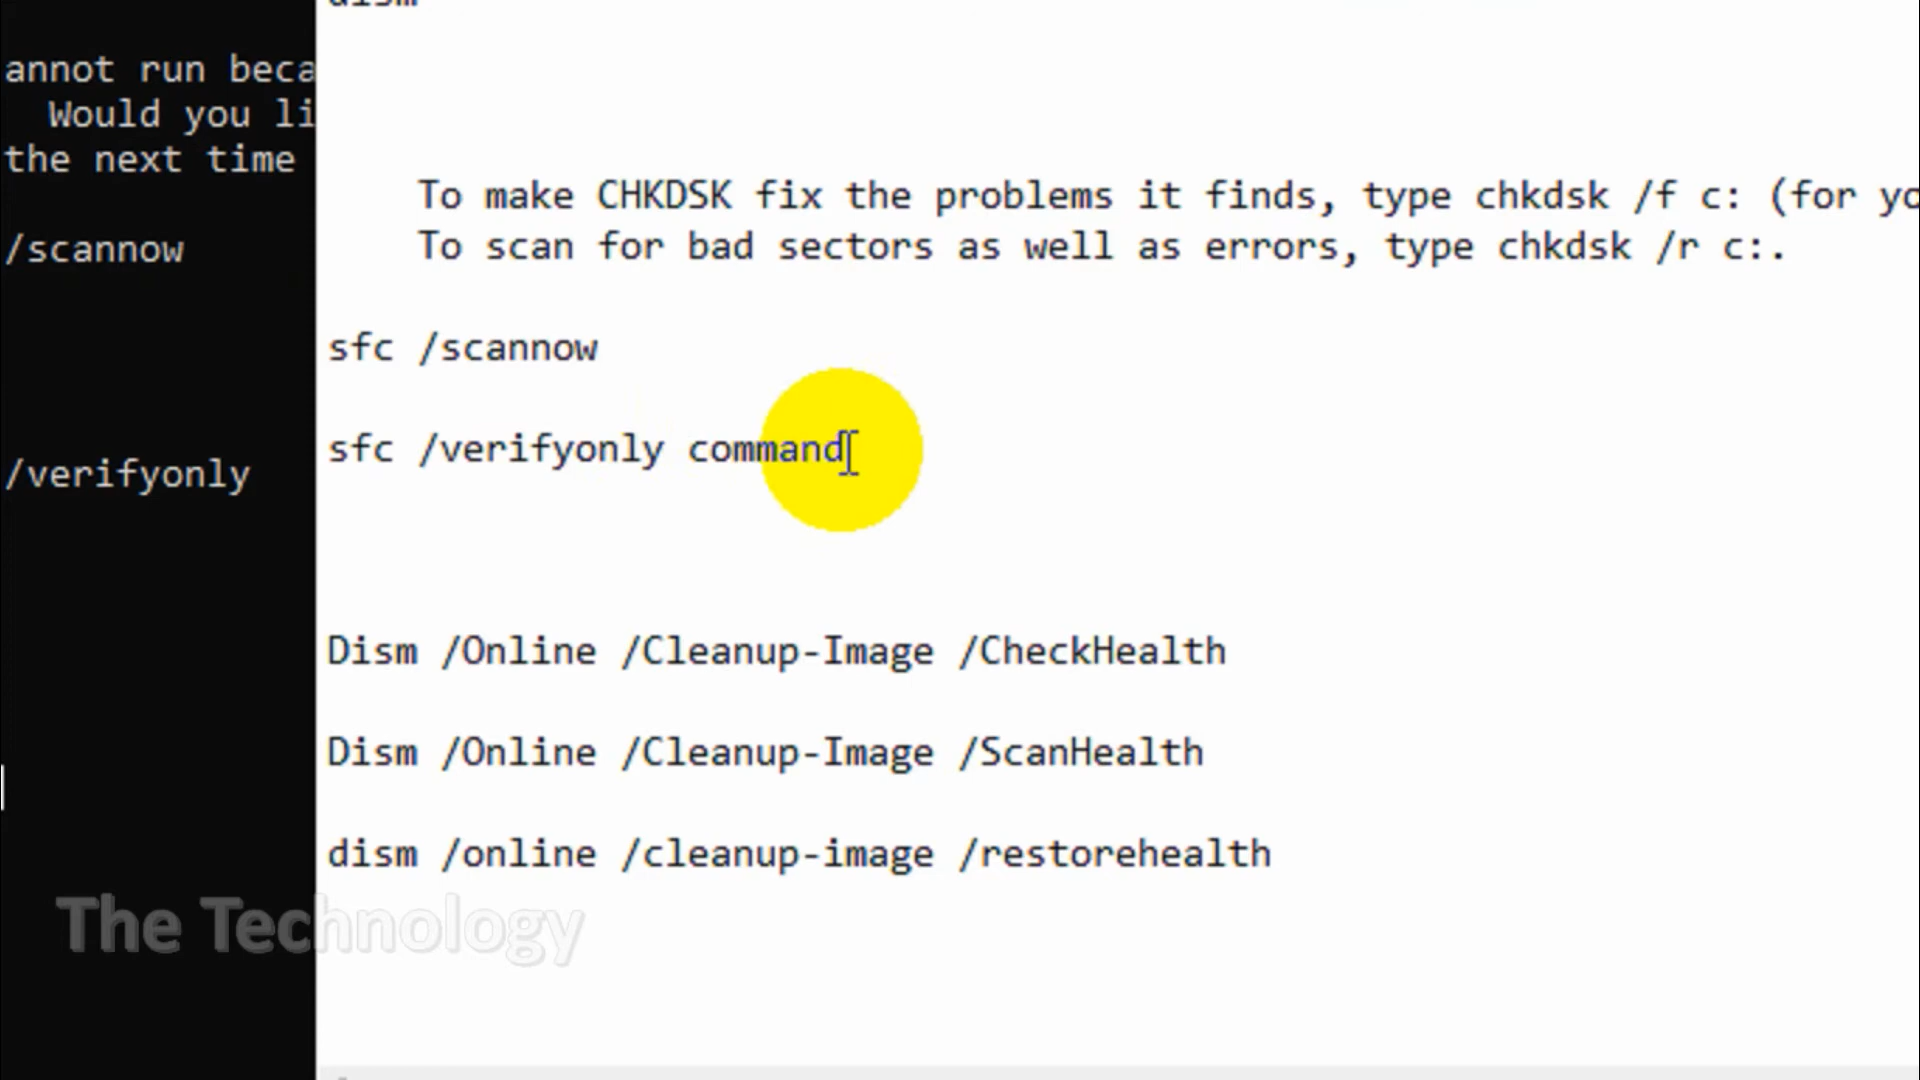 dism
annot run beca
Would you li
the next time
/scannow
/verifyonly
To make CHKDSK fix the problems it finds, type chkdsk /f c: (for yo
To scan for bad sectors as well as errors, type chkdsk /r c:.
sfc /scannow
sfc /verifyonly command
Dism /Online /Cleanup-Image /CheckHealth
Dism /Online /Cleanup-Image /ScanHealth
dism /online /cleanup-image /restorehealth
The Technology